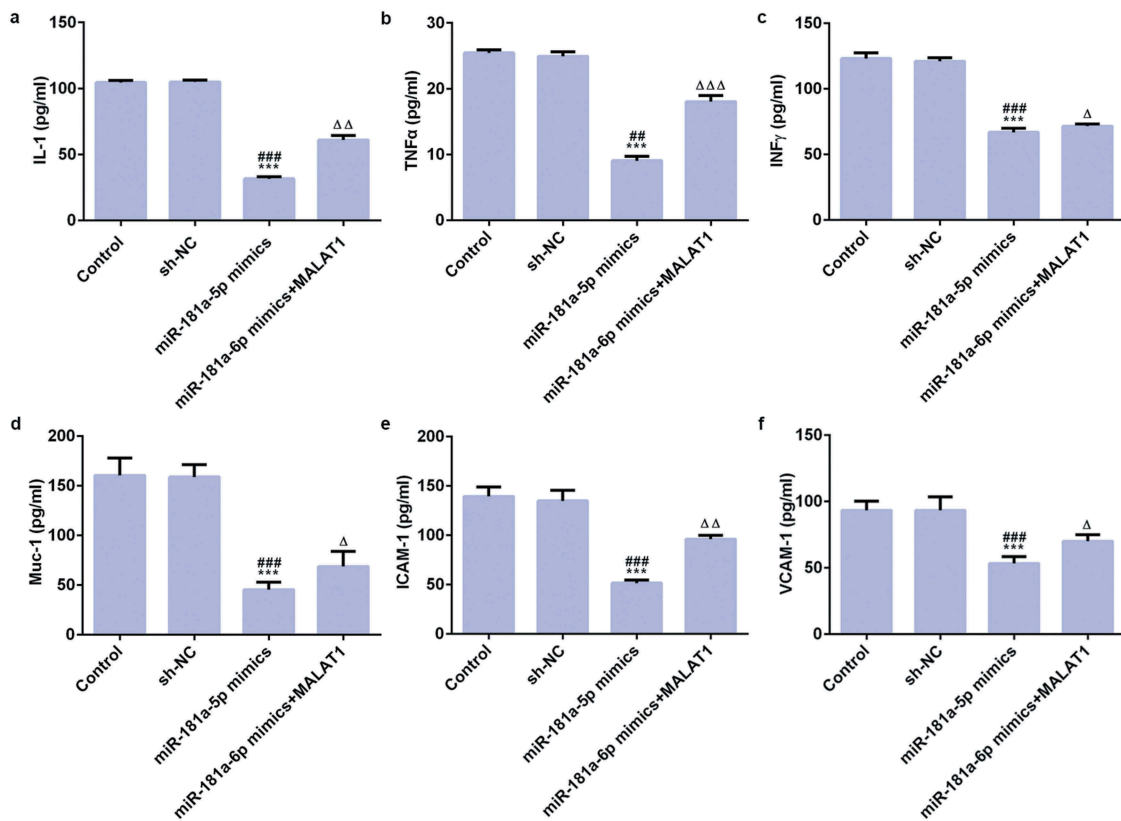 a
IL-1 (pg/ml)
150
100
50
0
###
***
Δ Δ
Control
sh-NC
miR-181a-5p mimics
miR-181a-6p mimics+MALAT1
b
TNFα (pg/ml)
30
20
10
0
##
***
Δ Δ Δ
Control
sh-NC
miR-181a-5p mimics
miR-181a-6p mimics+MALAT1
c
INFγ (pg/ml)
150
100
50
0
###
***
Δ
Control
sh-NC
miR-181a-5p mimics
miR-181a-6p mimics+MALAT1
d
Muc-1 (pg/ml)
200
150
100
50
0
###
***
Δ
Control
sh-NC
miR-181a-5p mimics
miR-181a-6p mimics+MALAT1
e
ICAM-1 (pg/ml)
200
150
100
50
0
###
***
Δ Δ
Control
sh-NC
miR-181a-5p mimics
miR-181a-6p mimics+MALAT1
f
VCAM-1 (pg/ml)
150
100
50
0
###
***
Δ
Control
sh-NC
miR-181a-5p mimics
miR-181a-6p mimics+MALAT1